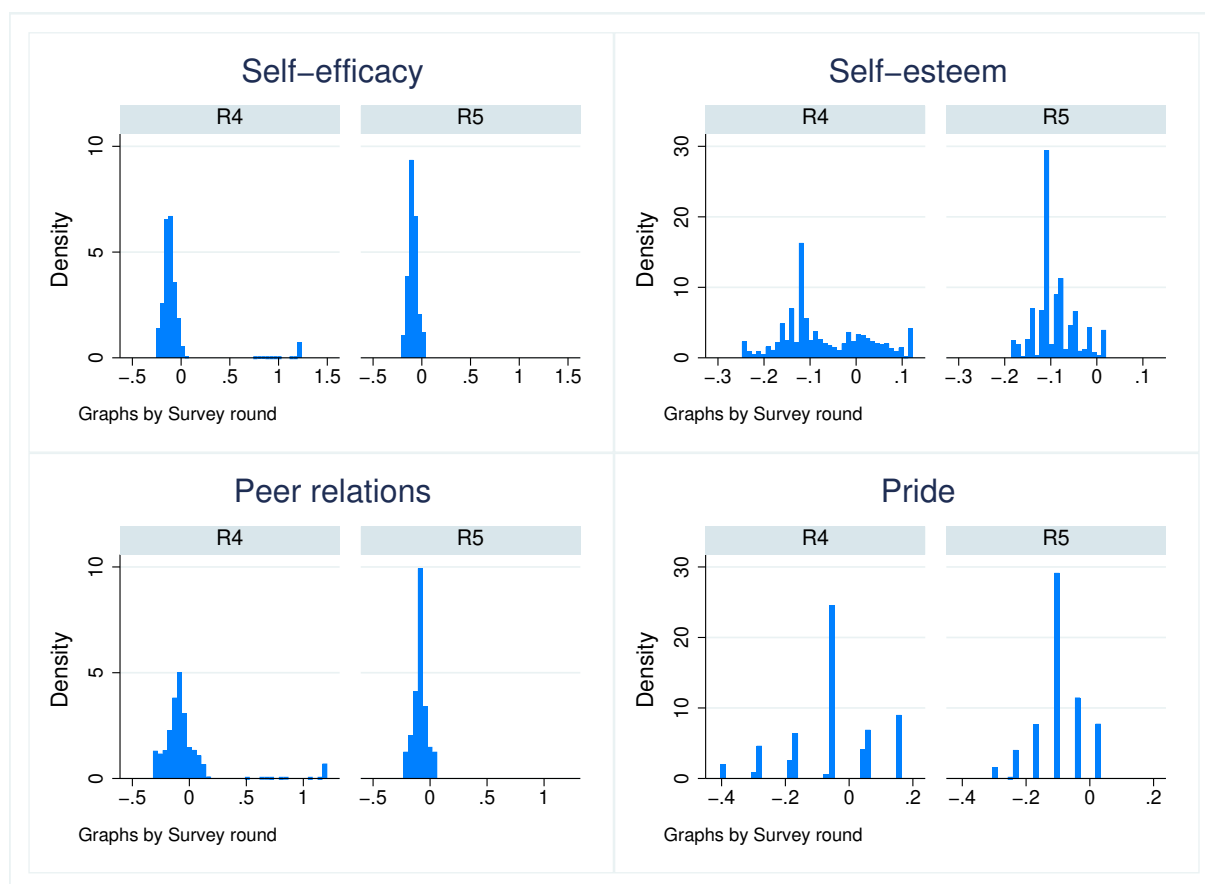 Self−efficacy
R4 R5
Density
0 5 10
−.5 0 .5 1 1.5 −.5 0 .5 1 1.5
Graphs by Survey round
Self−esteem
R4 R5
Density
0 10 20 30
−.3 −.2 −.1 0 .1 −.3 −.2 −.1 0 .1
Graphs by Survey round
Peer relations
R4 R5
Density
0 5 10
−.5 0 .5 1 −.5 0 .5 1
Graphs by Survey round
Pride
R4 R5
Density
0 10 20 30
−.4 −.2 0 .2 −.4 −.2 0 .2
Graphs by Survey round